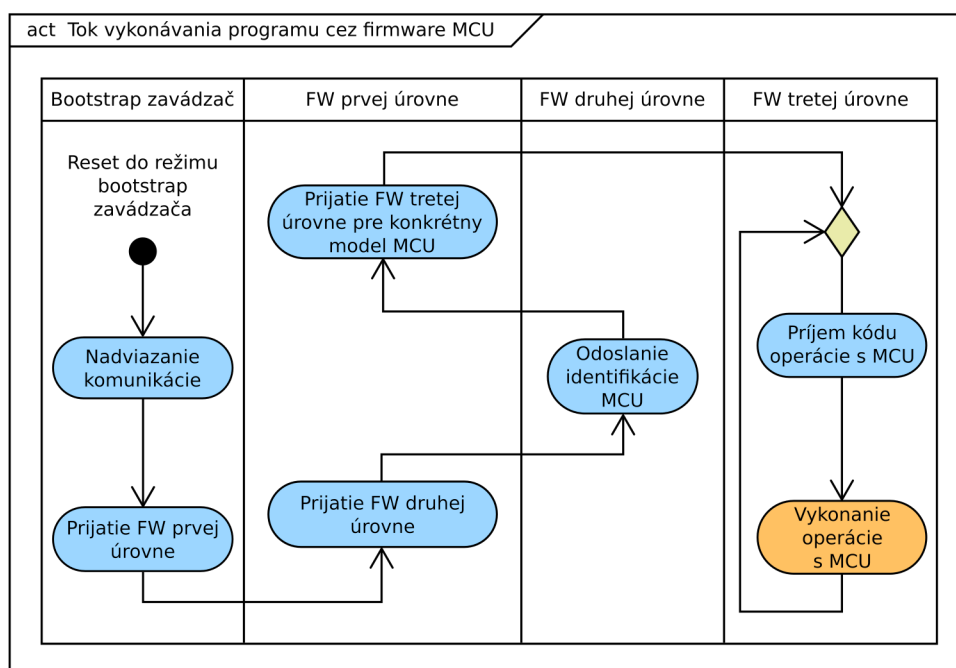 act  Tok vykonávania programu cez firmware MCU
Bootstrap zavádzač
FW prvej úrovne
FW druhej úrovne
FW tretej úrovne
Reset do režimu
bootstrap
zavádzača
Nadviazanie
komunikácie
Prijatie FW prvej
úrovne
Prijatie FW tretej
úrovne pre konkrétny
model MCU
Prijatie FW druhej
úrovne
Odoslanie
identifikácie
MCU
Príjem kódu
operácie s MCU
Vykonanie
operácie
s MCU